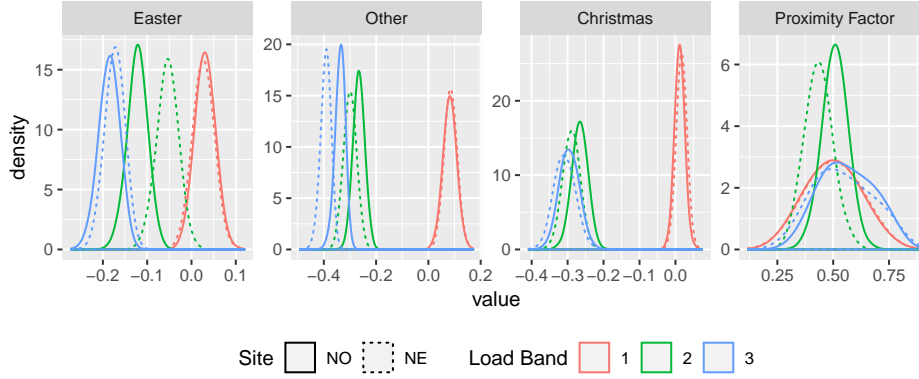 Easter Other Christmas Proximity Factor
density
15 10 5 0
20 15 10 5 0
20 10 0
6 4 2 0
−0.2 −0.1 0.0 0.1
−0.4 −0.2 0.0 0.2
−0.4 −0.3 −0.2 −0.1 0.0
0.25 0.50 0.75
value
Site NO NE Load Band 1 2 3